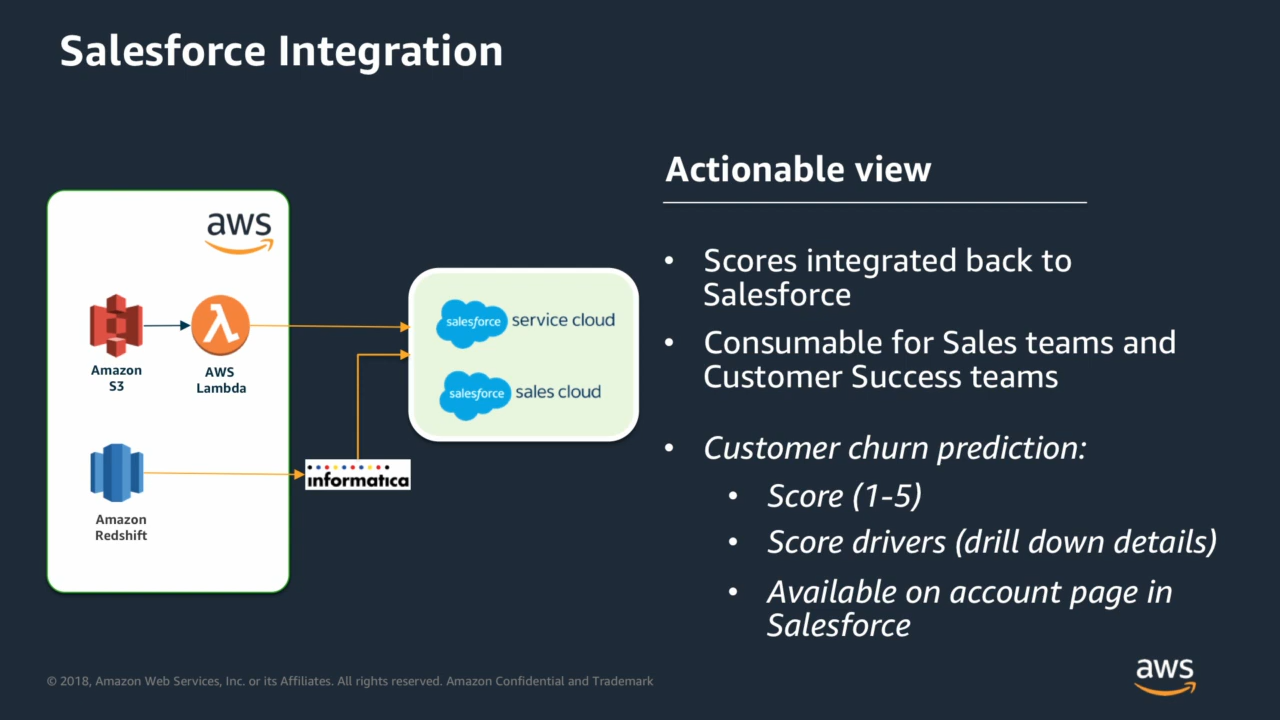 Salesforce Integration
Actionable view
aws
Amazon
S3
AWS
Lambda
Amazon
Redshift
informatica
salesforce service cloud
salesforce sales cloud
• Scores integrated back to
Salesforce
• Consumable for Sales teams and
Customer Success teams
• Customer churn prediction:
• Score (1-5)
• Score drivers (drill down details)
• Available on account page in
Salesforce
© 2018, Amazon Web Services, Inc. or its Affiliates. All rights reserved. Amazon Confidential and Trademark
aws